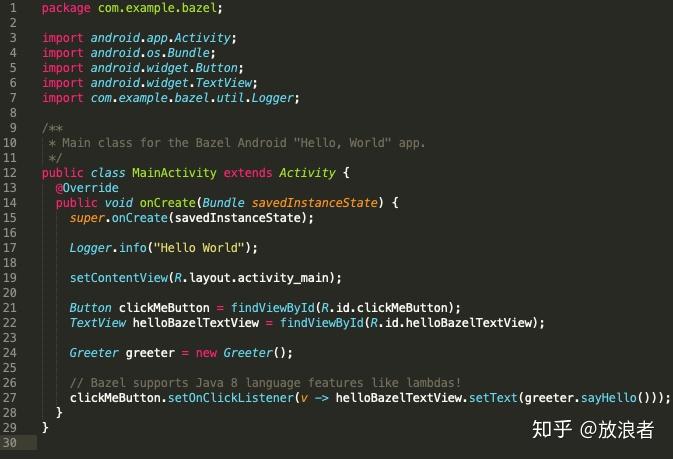 1 package com.example.bazel;
2
3 import android.app.Activity;
4 import android.os.Bundle;
5 import android.widget.Button;
6 import android.widget.TextView;
7 import com.example.bazel.util.Logger;
8
9 /**
10 * Main class for the Bazel Android "Hello, World" app.
11 */
12 public class MainActivity extends Activity {
13 @Override
14 public void onCreate(Bundle savedInstanceState) {
15 super.onCreate(savedInstanceState);
16
17 Logger.info("Hello World");
18
19 setContentView(R.layout.activity_main);
20
21 Button clickMeButton = findViewById(R.id.clickMeButton);
22 TextView helloBazelTextView = findViewById(R.id.helloBazelTextView);
23
24 Greeter greeter = new Greeter();
25
26 // Bazel supports Java 8 language features like lambdas!
27 clickMeButton.setOnClickListener(v -> helloBazelTextView.setText(greeter.sayHello()));
28 }
29 }
30
知乎 @放浪者